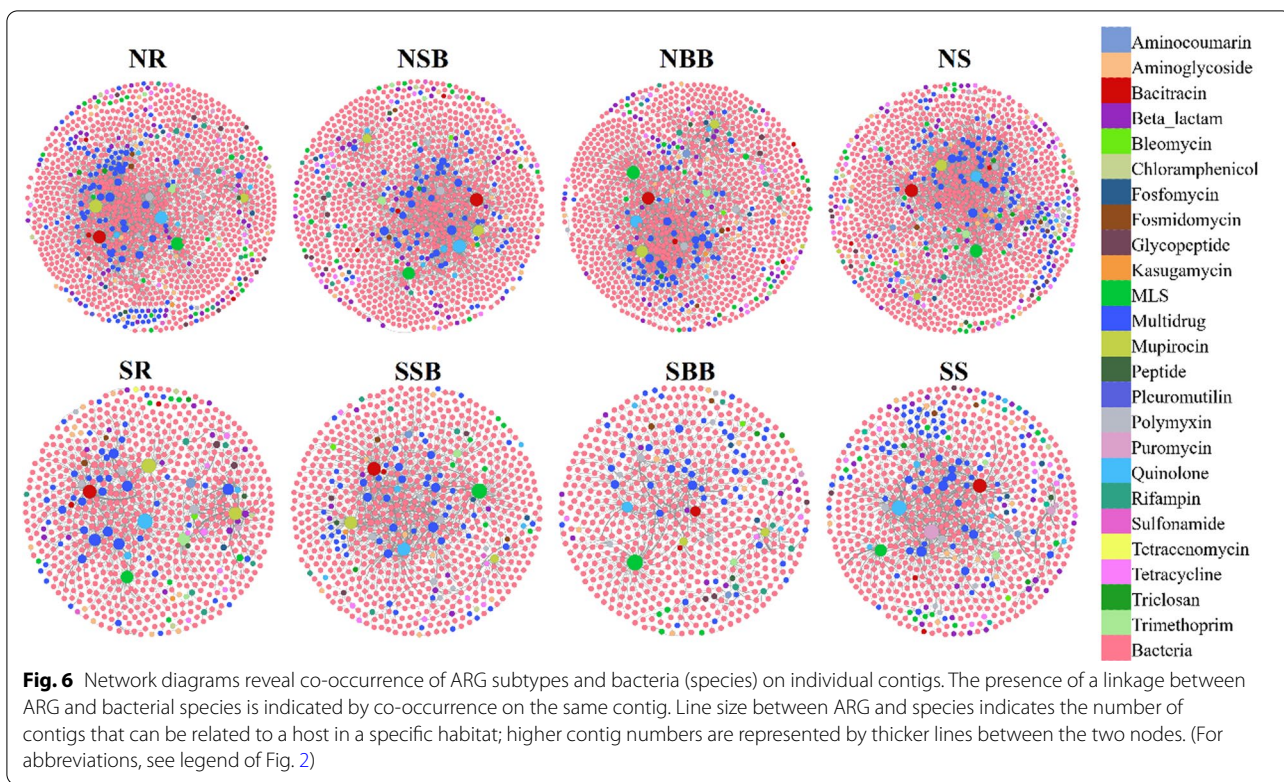 NR NSB NBB NS
SR SSB SBB SS
Aminocoumarin
Aminoglycoside
Bacitracin
Beta_lactam
Bleomycin
Chloramphenicol
Fosfomycin
Fosmidomycin
Glycopeptide
Kasugamycin
MLS
Multidrug
Mupirocin
Peptide
Pleuromutilin
Polymyxin
Puromycin
Quinolone
Rifampin
Sulfonamide
Tetracenomycin
Tetracycline
Triclosan
Trimethoprim
Bacteria
Fig. 6 Network diagrams reveal co-occurrence of ARG subtypes and bacteria (species) on individual contigs. The presence of a linkage between
ARG and bacterial species is indicated by co-occurrence on the same contig. Line size between ARG and species indicates the number of
contigs that can be related to a host in a specific habitat; higher contig numbers are represented by thicker lines between the two nodes. (For
abbreviations, see legend of Fig. 2)